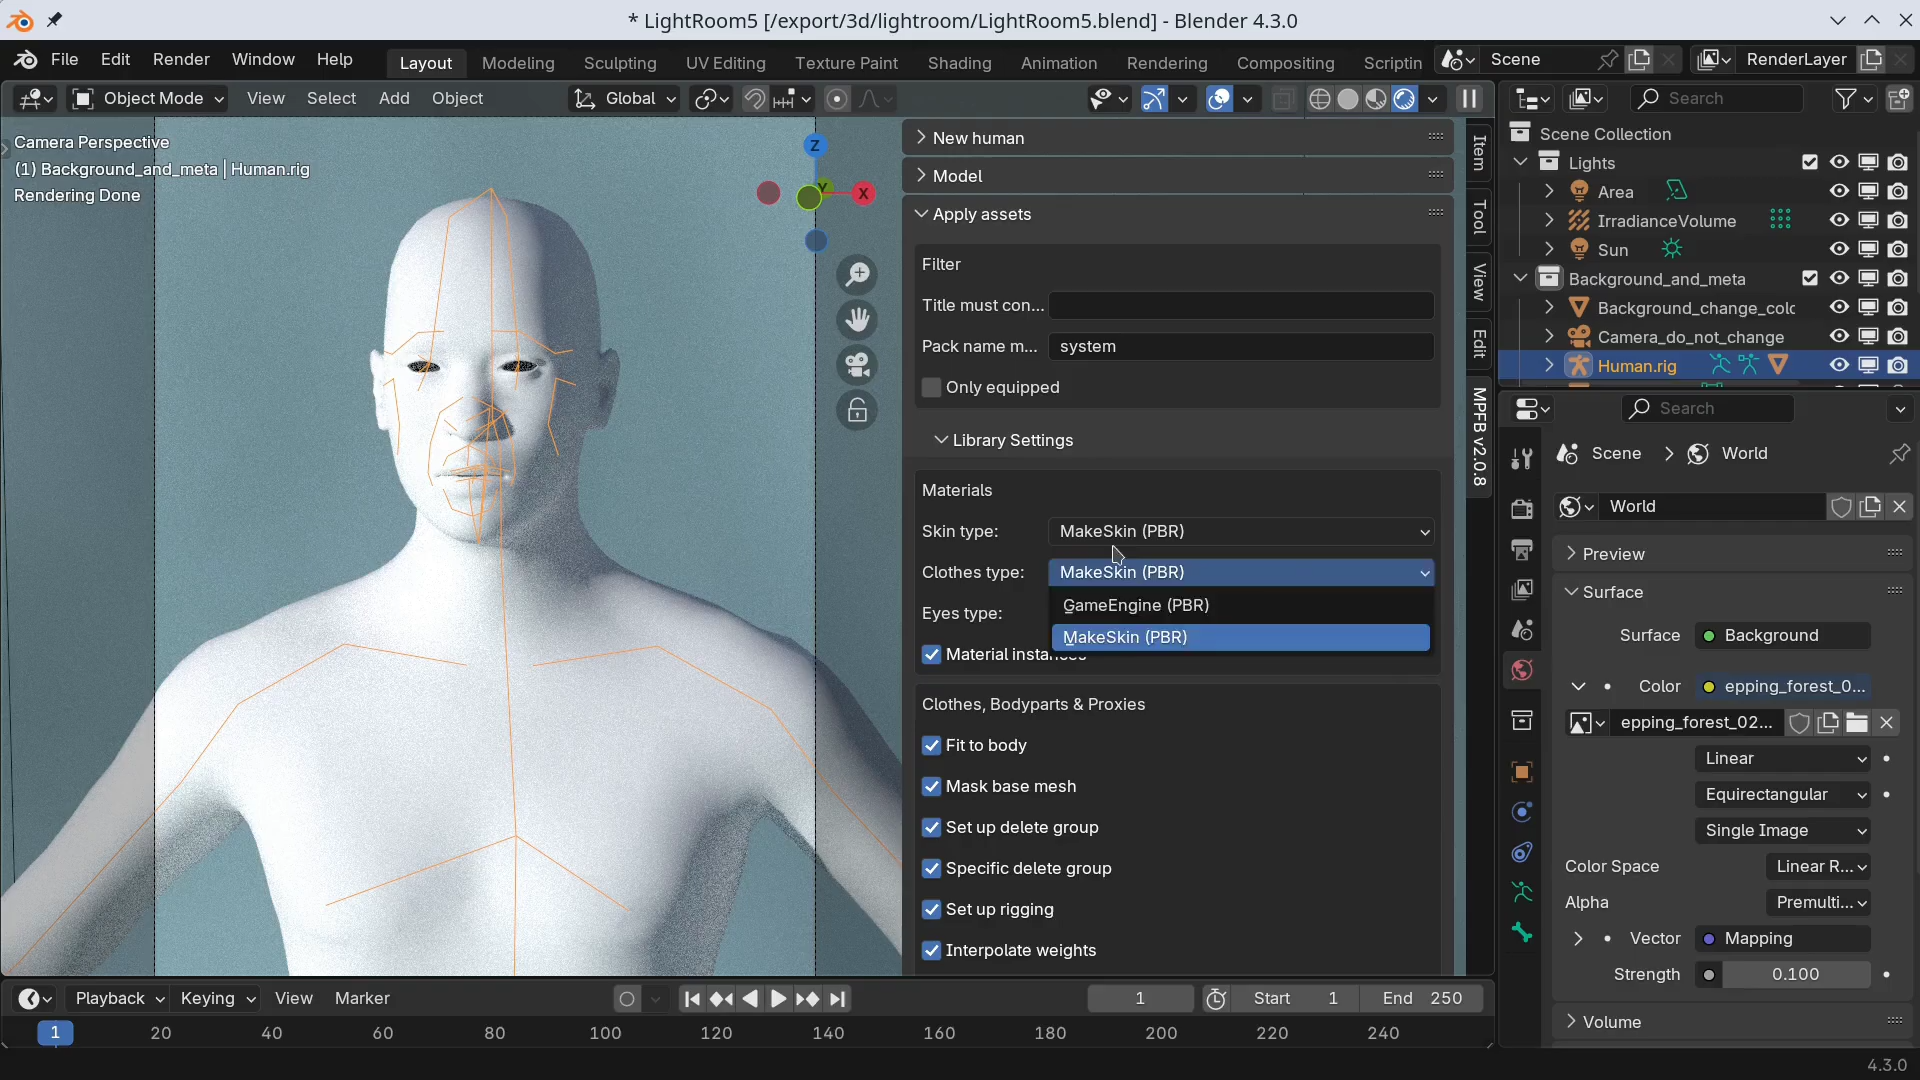 * LightRoom5 [/export/3d/lightroom/LightRoom5.blend] - Blender 4.3.0
File Edit Render Window Help Layout Modeling Sculpting UV Editing Texture Paint Shading Animation Rendering Compositing Scriptin Scene RenderLayer
Object Mode View Select Add Object Global Search
Camera Perspective
(1) Background_and_meta | Human.rig
Rendering Done
Z
Y
X
New human
Model
Apply assets
Filter
Title must con...
Pack name m... system
Only equipped
Library Settings
Materials
Skin type: MakeSkin (PBR)
Clothes type: MakeSkin (PBR)
GameEngine (PBR)
Eyes type:
MakeSkin (PBR)
Material instances
Clothes, Bodyparts & Proxies
Fit to body
Mask base mesh
Set up delete group
Specific delete group
Set up rigging
Interpolate weights
Item
Tool
View
Edit
MPFB v2.0.8
Scene Collection
Lights
Area
IrradianceVolume
Sun
Background_and_meta
Background_change_colo
Camera_do_not_change
Human.rig
Search
Scene World
World
Preview
Surface
Surface Background
Color epping_forest_0...
epping_forest_02...
Linear
Equirectangular
Single Image
Color Space Linear R...
Alpha Premulti...
Vector Mapping
Strength 0.100
Volume
Playback Keying View Marker 1 Start 1 End 250
1 20 40 60 80 100 120 140 160 180 200 220 240
4.3.0